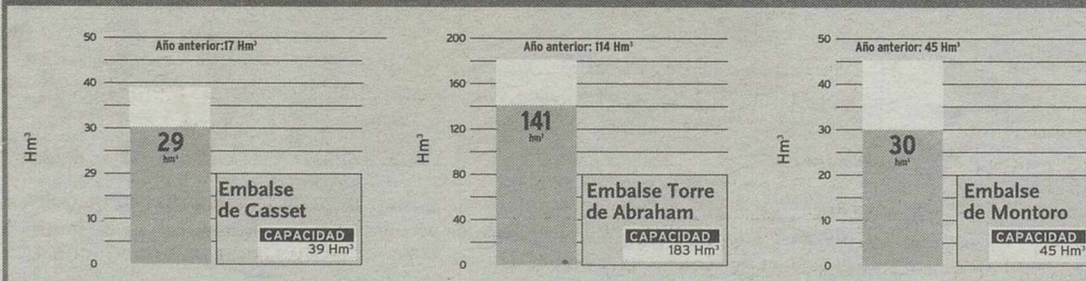 Año anterior:17 Hm³
50
40
30
29
10
0
Hm³
29
hm³
Embalse
de Gasset
CAPACIDAD
39 Hm³
Año anterior: 114 Hm³
200
160
120
80
40
0
Hm³
141
hm³
Embalse Torre
de Abraham
CAPACIDAD
183 Hm³
Año anterior: 45 Hm³
50
40
30
20
10
0
Hm³
30
hm³
Embalse
de Montoro
CAPACIDAD
45 Hm³